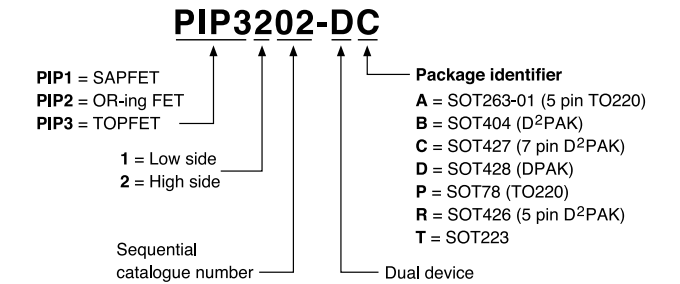 PIP3202-DC
PIP1 = SAPFET
PIP2 = OR-ing FET
PIP3 = TOPFET
1 = Low side
2 = High side
Sequential
catalogue number
Package identifier
A = SOT263-01 (5 pin TO220)
B = SOT404 (D²PAK)
C = SOT427 (7 pin D²PAK)
D = SOT428 (DPAK)
P = SOT78 (TO220)
R = SOT426 (5 pin D²PAK)
T = SOT223
Dual device